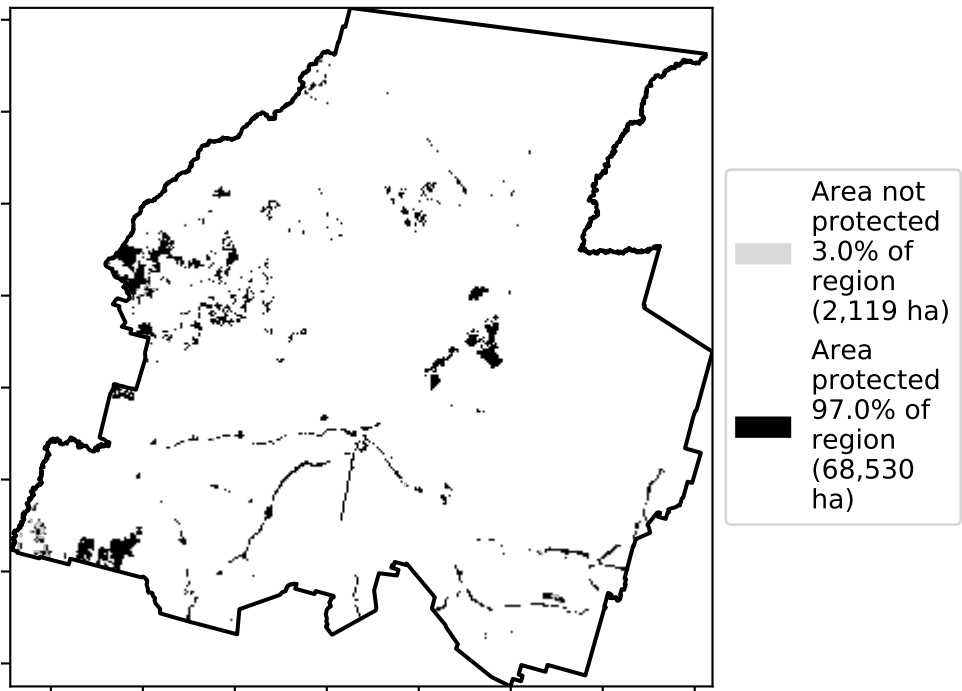 Area not
protected
3.0% of
region
(2,119 ha)
Area
protected
97.0% of
region
(68,530
ha)